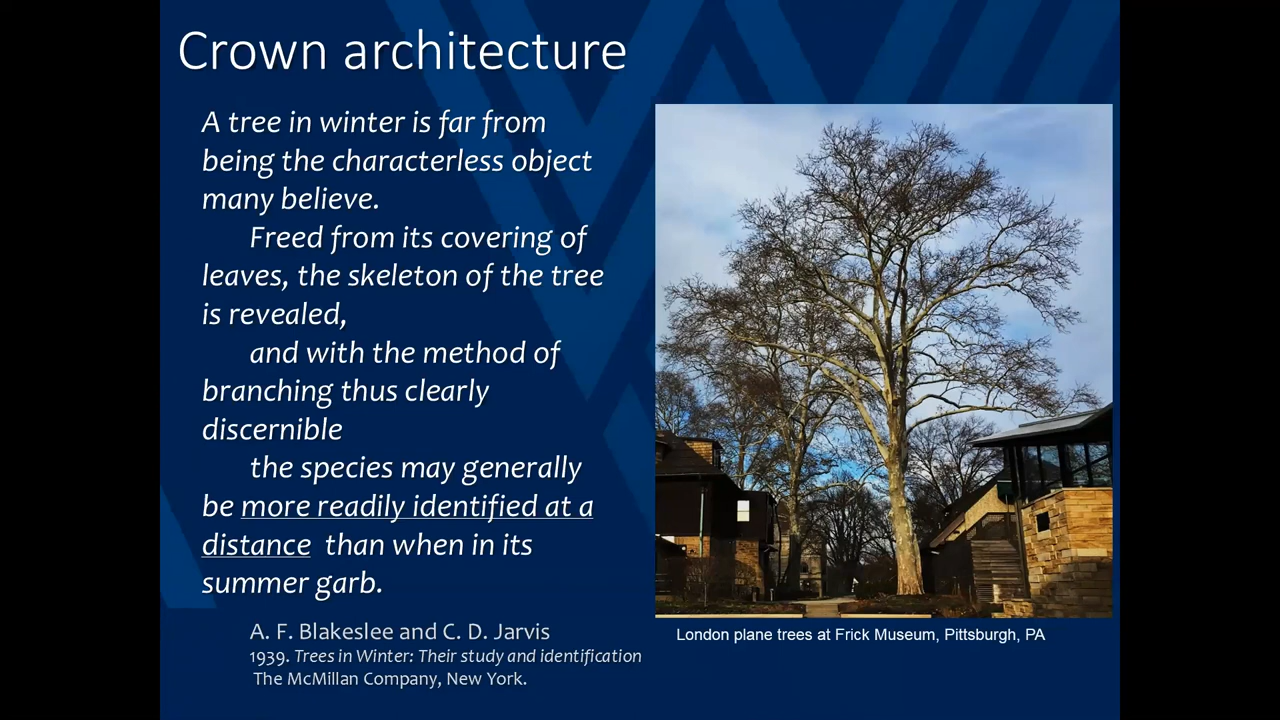 Crown architecture
A tree in winter is far from
being the characterless object
many believe.
Freed from its covering of
leaves, the skeleton of the tree
is revealed,
and with the method of
branching thus clearly
discernible
the species may generally
be more readily identified at a
distance than when in its
summer garb.
A. F. Blakeslee and C. D. Jarvis
1939. Trees in Winter: Their study and identification
The McMillan Company, New York.
London plane trees at Frick Museum, Pittsburgh, PA